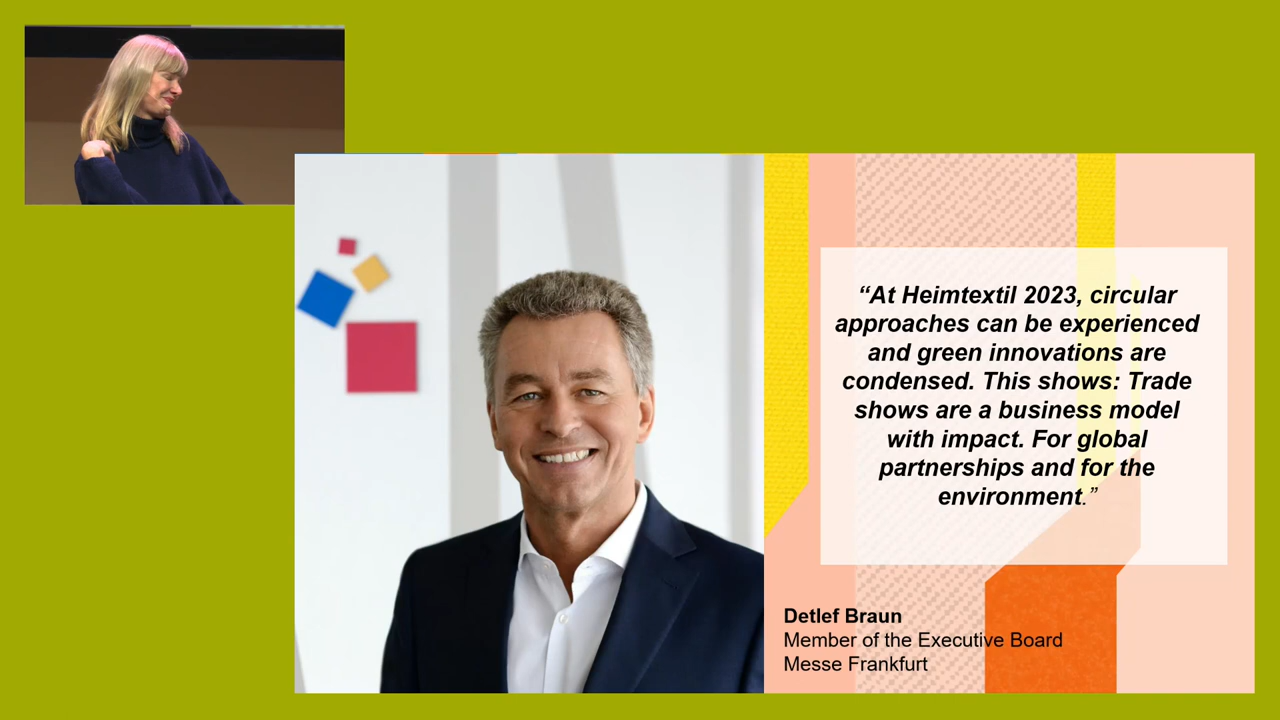 “At Heimtextil 2023, circular
approaches can be experienced
and green innovations are
condensed. This shows: Trade
shows are a business model
with impact. For global
partnerships and for the
environment.”
Detlef Braun
Member of the Executive Board
Messe Frankfurt